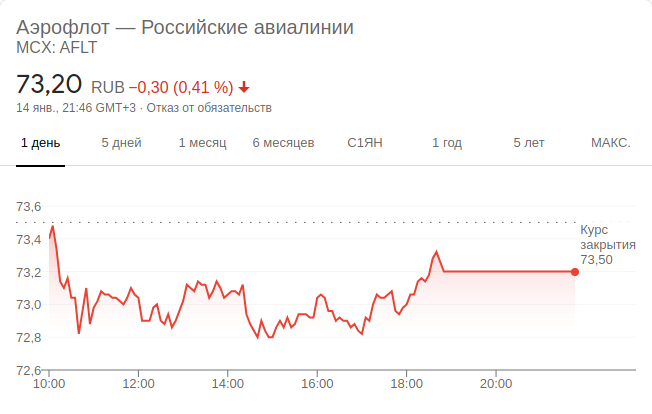 Аэрофлот — Российские авиалинии
MCX: AFLT
73,20 RUB −0,30 (0,41 %)
14 янв., 21:46 GMT+3 · Отказ от обязательств
1 день 5 дней 1 месяц 6 месяцев С1ЯН 1 год 5 лет МАКС.
73,6
Курс
73,4
закрытия
73,50
73,2
73,0
72,8
72,6
10:00 12:00 14:00 16:00 18:00 20:00